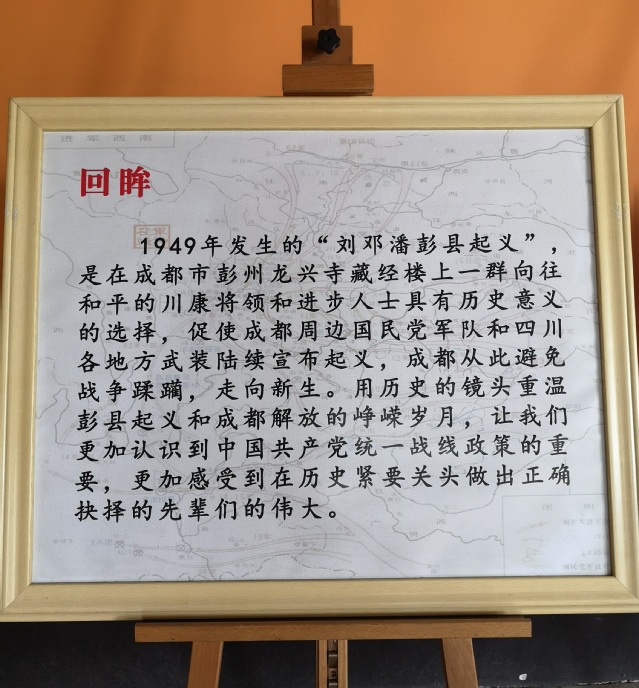 回眸
1949年发生的“刘邓潘彭县起义”，
是在成都市彭州龙兴寺藏经楼上一群向往
和平的川康将领和进步人士具有历史意义
的选择，促使成都周边国民党军队和四川
各地方武装陆续宣布起义，成都从此避免
战争蹂躏，走向新生。用历史的镜头重温
彭县起义和成都解放的峥嵘岁月，让我们
更加认识到中国共产党统一战线政策的重
要，更加感受到在历史紧要关头做出正确
抉择的先辈们的伟大。